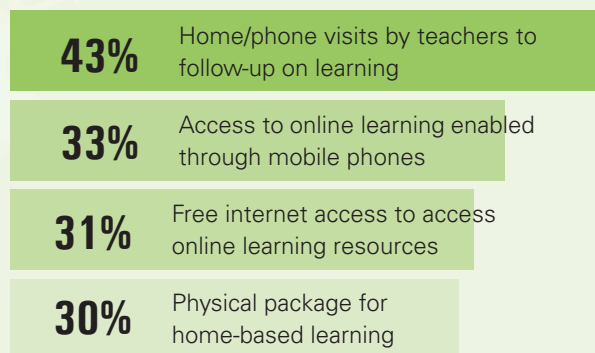 43%
Home/phone visits by teachers to
follow-up on learning
33%
Access to online learning enabled
through mobile phones
31%
Free internet access to access
online learning resources
30%
Physical package for
home-based learning